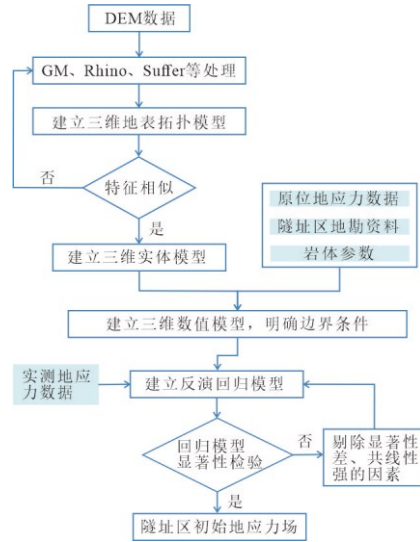 DEM数据
GM、Rhino、Suffer等处理
建立三维地表拓扑模型
否
特征相似
是
原位地应力数据
隧址区地勘资料
岩体参数
建立三维实体模型
建立三维数值模型，明确边界条件
实测地应
力数据
建立反演回归模型
回归模型
显著性检验
否
剔除显著性
差、共线性
强的因素
是
隧址区初始地应力场